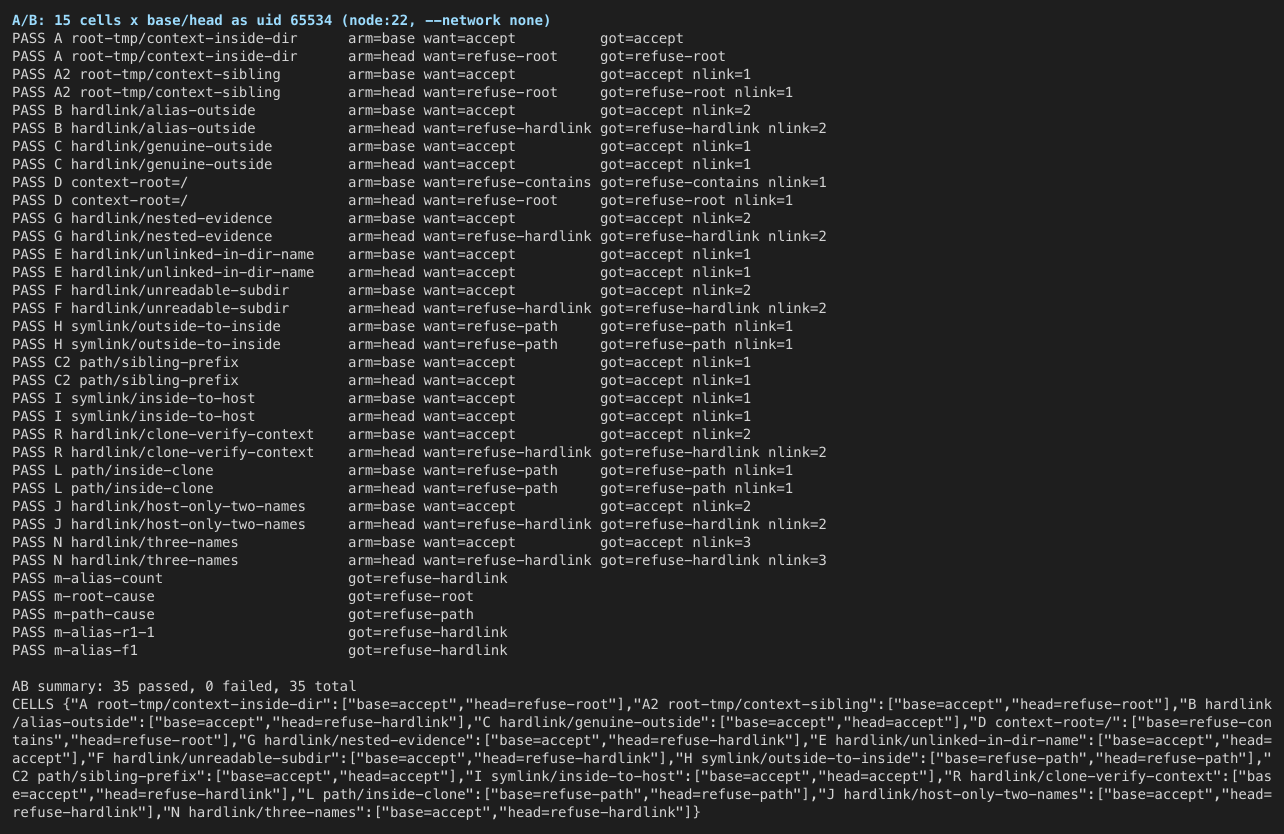 A/B: 15 cells x base/head as uid 65534 (node:22, --network none)
PASS A root-tmp/context-inside-dir      arm=base want=accept          got=accept
PASS A root-tmp/context-inside-dir      arm=head want=refuse-root     got=refuse-root
PASS A2 root-tmp/context-sibling        arm=base want=accept          got=accept nlink=1
PASS A2 root-tmp/context-sibling        arm=head want=refuse-root     got=refuse-root nlink=1
PASS B hardlink/alias-outside           arm=base want=accept          got=accept nlink=2
PASS B hardlink/alias-outside           arm=head want=refuse-hardlink got=refuse-hardlink nlink=2
PASS C hardlink/genuine-outside         arm=base want=accept          got=accept nlink=1
PASS C hardlink/genuine-outside         arm=head want=accept          got=accept nlink=1
PASS D context-root=/                   arm=base want=refuse-contains got=refuse-contains nlink=1
PASS D context-root=/                   arm=head want=refuse-root     got=refuse-root nlink=1
PASS G hardlink/nested-evidence         arm=base want=accept          got=accept nlink=2
PASS G hardlink/nested-evidence         arm=head want=refuse-hardlink got=refuse-hardlink nlink=2
PASS E hardlink/unlinked-in-dir-name    arm=base want=accept          got=accept nlink=1
PASS E hardlink/unlinked-in-dir-name    arm=head want=accept          got=accept nlink=1
PASS F hardlink/unreadable-subdir       arm=base want=accept          got=accept nlink=2
PASS F hardlink/unreadable-subdir       arm=head want=refuse-hardlink got=refuse-hardlink nlink=2
PASS H symlink/outside-to-inside        arm=base want=refuse-path     got=refuse-path nlink=1
PASS H symlink/outside-to-inside        arm=head want=refuse-path     got=refuse-path nlink=1
PASS C2 path/sibling-prefix             arm=base want=accept          got=accept nlink=1
PASS C2 path/sibling-prefix             arm=head want=accept          got=accept nlink=1
PASS I symlink/inside-to-host           arm=base want=accept          got=accept nlink=1
PASS I symlink/inside-to-host           arm=head want=accept          got=accept nlink=1
PASS R hardlink/clone-verify-context    arm=base want=accept          got=accept nlink=2
PASS R hardlink/clone-verify-context    arm=head want=refuse-hardlink got=refuse-hardlink nlink=2
PASS L path/inside-clone                arm=base want=refuse-path     got=refuse-path nlink=1
PASS L path/inside-clone                arm=head want=refuse-path     got=refuse-path nlink=1
PASS J hardlink/host-only-two-names     arm=base want=accept          got=accept nlink=2
PASS J hardlink/host-only-two-names     arm=head want=refuse-hardlink got=refuse-hardlink nlink=2
PASS N hardlink/three-names             arm=base want=accept          got=accept nlink=3
PASS N hardlink/three-names             arm=head want=refuse-hardlink got=refuse-hardlink nlink=3
PASS m-alias-count                      got=refuse-hardlink
PASS m-root-cause                       got=refuse-root
PASS m-path-cause                       got=refuse-path
PASS m-alias-r1-1                       got=refuse-hardlink
PASS m-alias-f1                         got=refuse-hardlink

AB summary: 35 passed, 0 failed, 35 total
CELLS {"A root-tmp/context-inside-dir":["base=accept","head=refuse-root"],"A2 root-tmp/context-sibling":["base=accept","head=refuse-root"],"B hardlink
/alias-outside":["base=accept","head=refuse-hardlink"],"C hardlink/genuine-outside":["base=accept","head=accept"],"D context-root=/":["base=refuse-con
tains","head=refuse-root"],"G hardlink/nested-evidence":["base=accept","head=refuse-hardlink"],"E hardlink/unlinked-in-dir-name":["base=accept","head=
accept"],"F hardlink/unreadable-subdir":["base=accept","head=refuse-hardlink"],"H symlink/outside-to-inside":["base=refuse-path","head=refuse-path"],"
C2 path/sibling-prefix":["base=accept","head=accept"],"I symlink/inside-to-host":["base=accept","head=accept"],"R hardlink/clone-verify-context":["bas
e=accept","head=refuse-hardlink"],"L path/inside-clone":["base=refuse-path","head=refuse-path"],"J hardlink/host-only-two-names":["base=accept","head=
refuse-hardlink"],"N hardlink/three-names":["base=accept","head=refuse-hardlink"]}